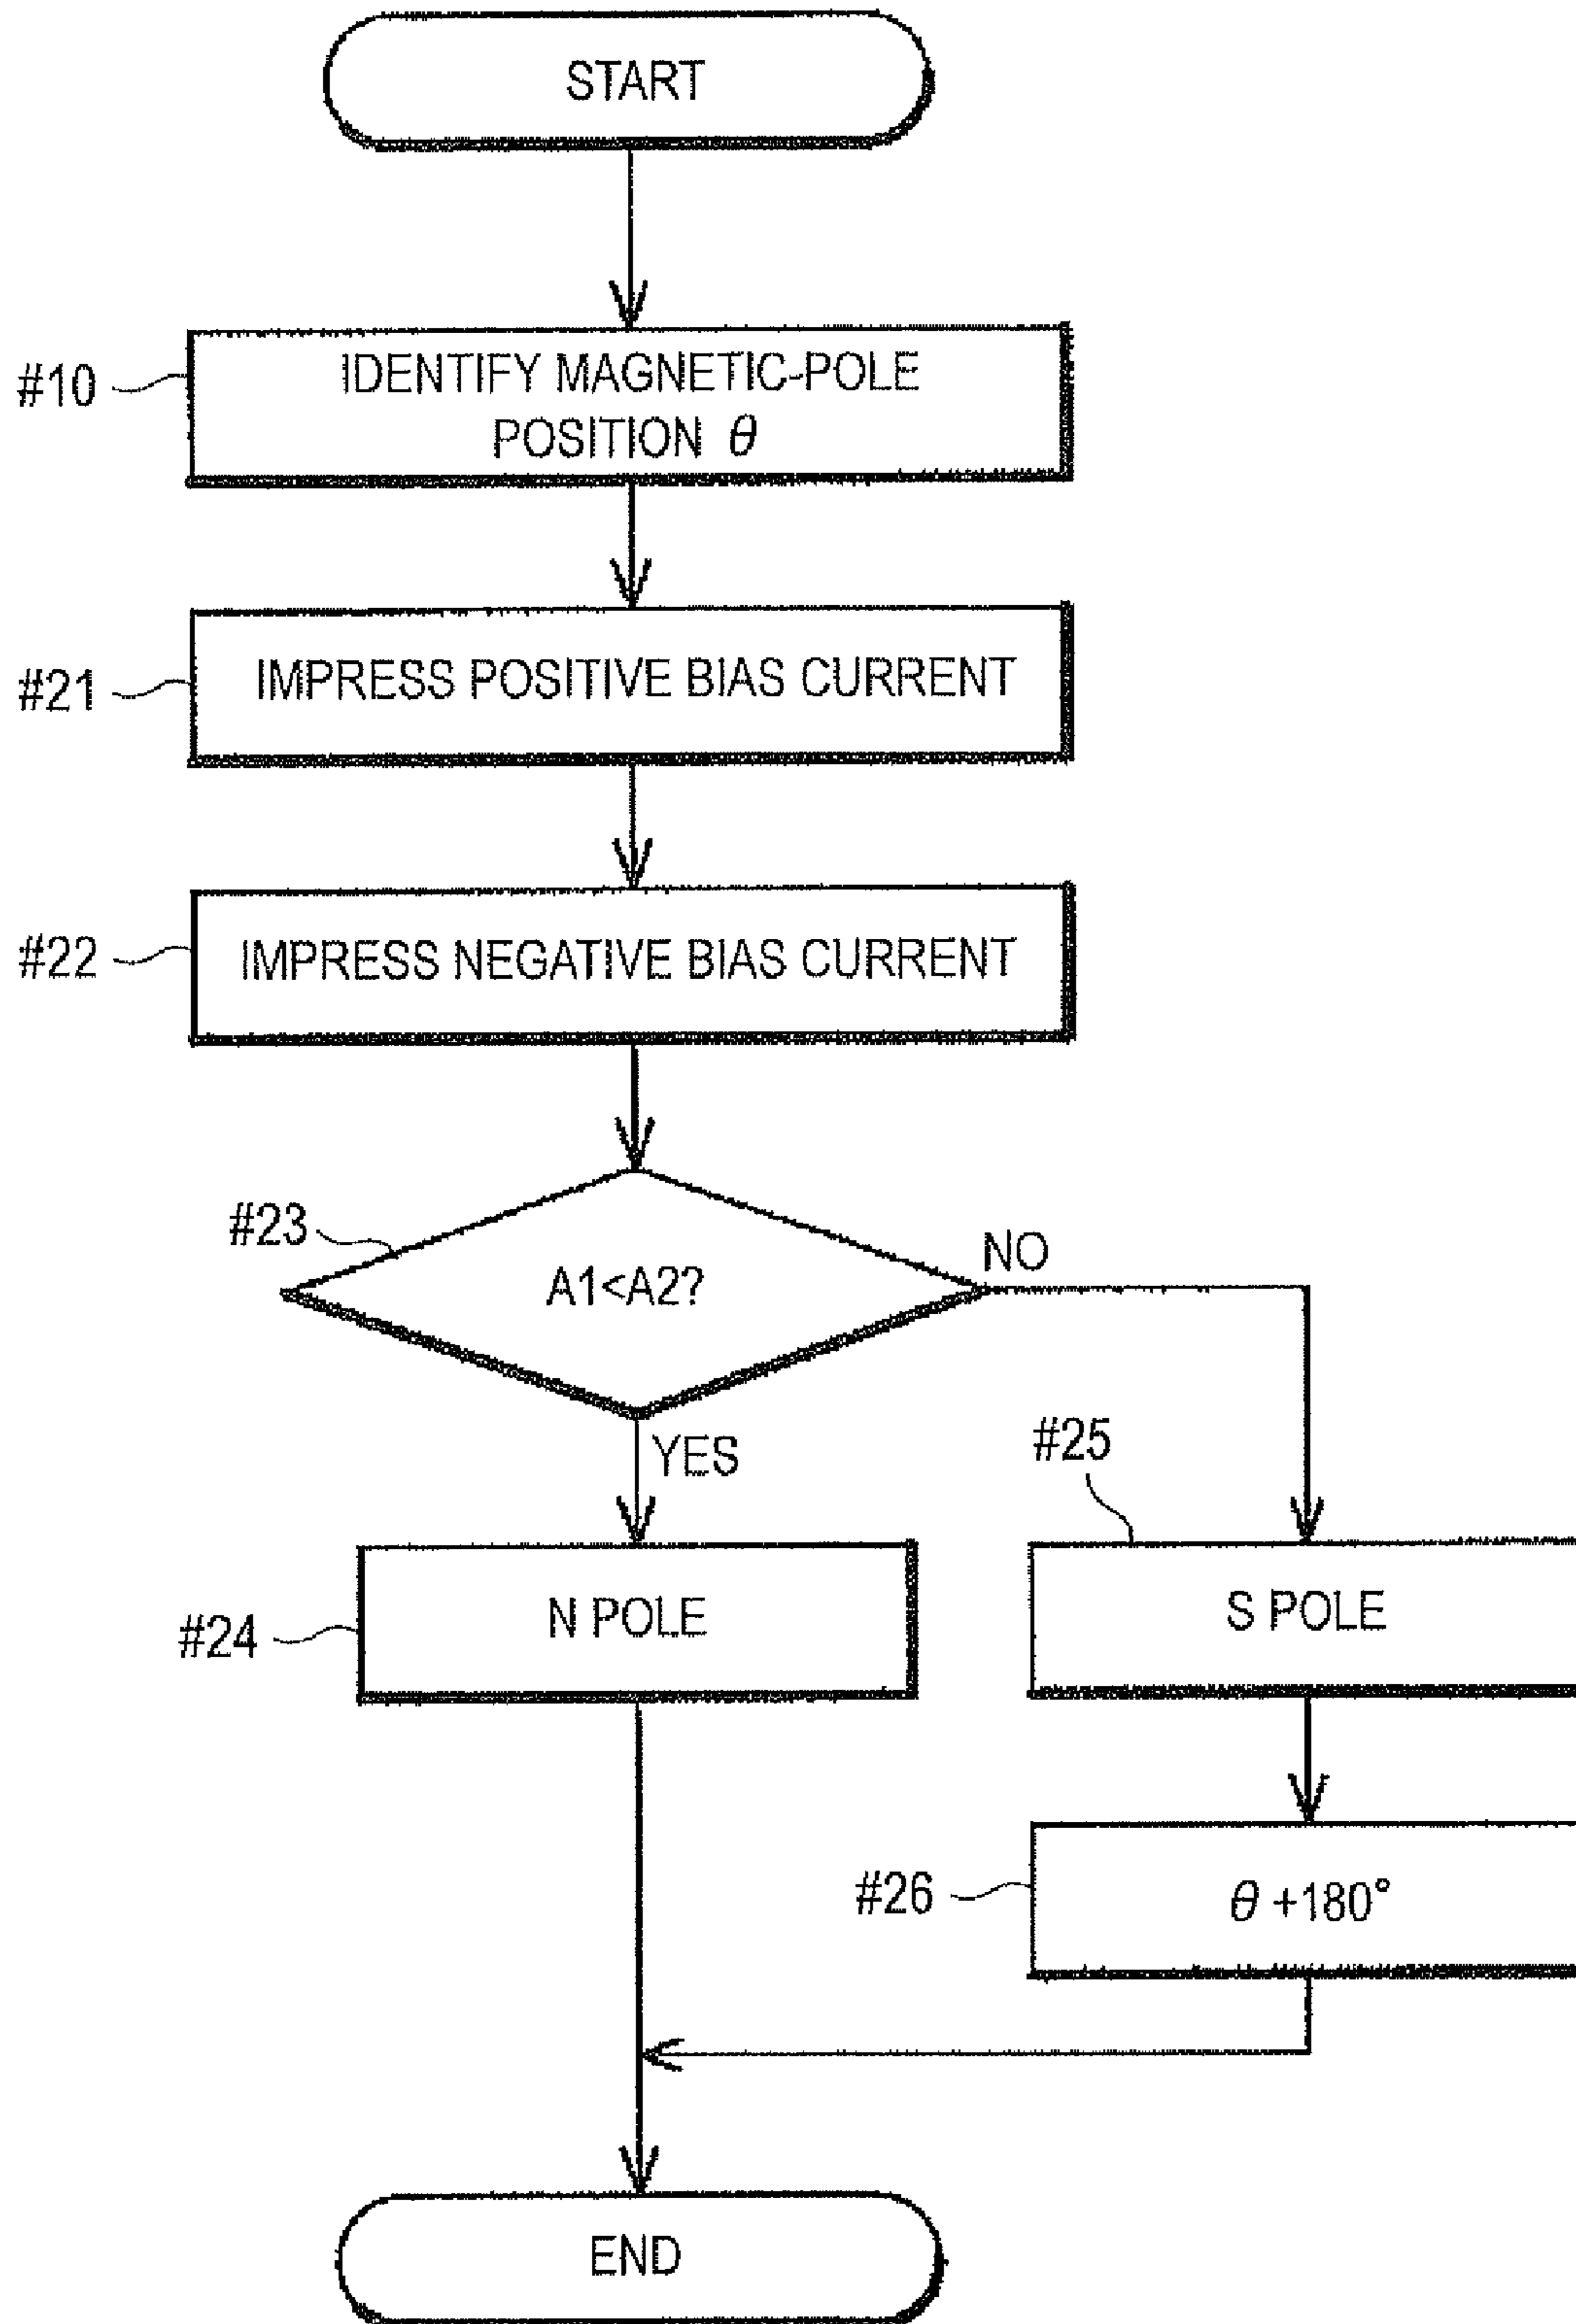 START
#10
IDENTIFY MAGNETIC-POLE
POSITION θ
#21
IMPRESS POSITIVE BIAS CURRENT
#22
IMPRESS NEGATIVE BIAS CURRENT
#23
A1<A2?
NO
YES
#25
#24
N POLE
S POLE
#26
θ +180°
END